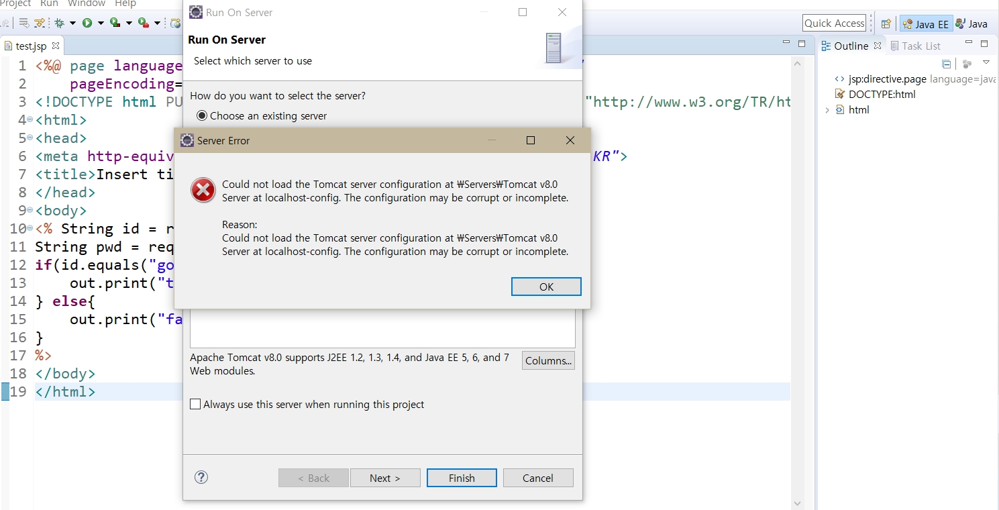 Project Run Window Help
Quick Access
Java EE
Java
test.jsp
1 <%@ page language
2 pageEncoding=
3 <!DOCTYPE html PU "http://www.w3.org/TR/ht
4 <html>
5 <head>
6 <meta http-equiv KR">
7 <title>Insert ti
8 </head>
9 <body>
10 <% String id = r
11 String pwd = req
12 if(id.equals("go
13 out.print("t
14 } else{
15 out.print("fa
16 }
17 %>
18 </body>
19 </html>
Run On Server
Run On Server
Select which server to use
How do you want to select the server?
Choose an existing server
Server Error
Could not load the Tomcat server configuration at ₩Servers₩Tomcat v8.0
Server at localhost-config. The configuration may be corrupt or incomplete.
Reason:
Could not load the Tomcat server configuration at ₩Servers₩Tomcat v8.0
Server at localhost-config. The configuration may be corrupt or incomplete.
OK
Apache Tomcat v8.0 supports J2EE 1.2, 1.3, 1.4, and Java EE 5, 6, and 7
Web modules.
Columns...
Always use this server when running this project
?
< Back
Next >
Finish
Cancel
Outline
Task List
<> jsp:directive.page language=java
DOCTYPE:html
html